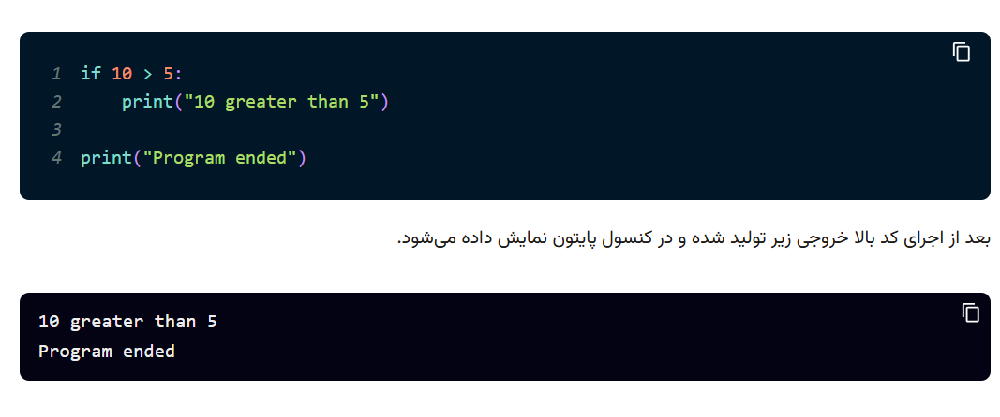 1 if 10 > 5:
2     print("10 greater than 5")
3
4 print("Program ended")
بعد از اجرای کد بالا خروجی زیر تولید شده و در کنسول پایتون نمایش داده می‌شود.
10 greater than 5
Program ended